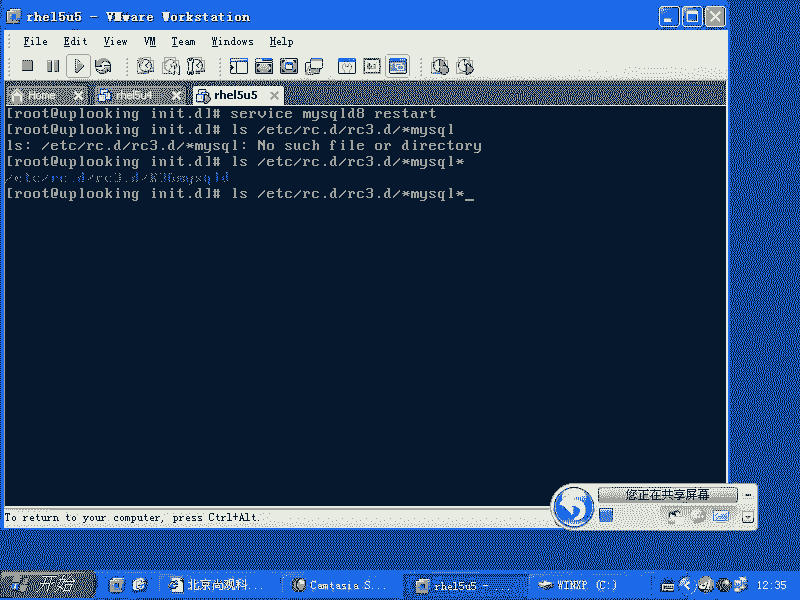 rhel5u5 - VMware Workstation
File Edit View VM Team Windows Help
Home rhel5u4 rhel5u5
[root@uplooking init.d]# service mysqld8 restart
[root@uplooking init.d]# ls /etc/rc.d/rc3.d/*mysql
ls: /etc/rc.d/rc3.d/*mysql: No such file or directory
[root@uplooking init.d]# ls /etc/rc.d/rc3.d/*mysql*
/etc/rc.d/rc3.d/K36mysqld
[root@uplooking init.d]# ls /etc/rc.d/rc3.d/*mysql*_
您正在共享屏幕
To return to your computer, press Ctrl+Alt.
开始 北京尚观科... Camtasia S... rhel5u5 - WINXP (C:) 12:35